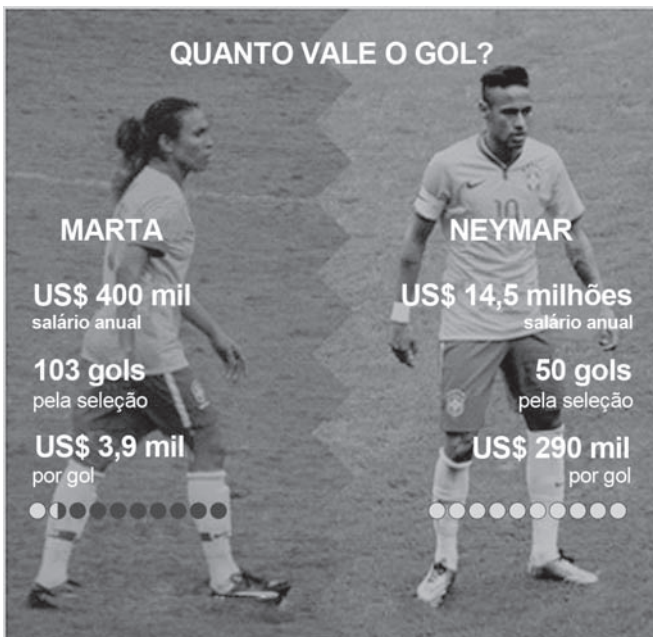 QUANTO VALE O GOL?
MARTA
US$ 400 mil
salário anual
103 gols
pela seleção
US$ 3,9 mil
por gol
NEYMAR
10
US$ 14,5 milhões
salário anual
50 gols
pela seleção
US$ 290 mil
por gol